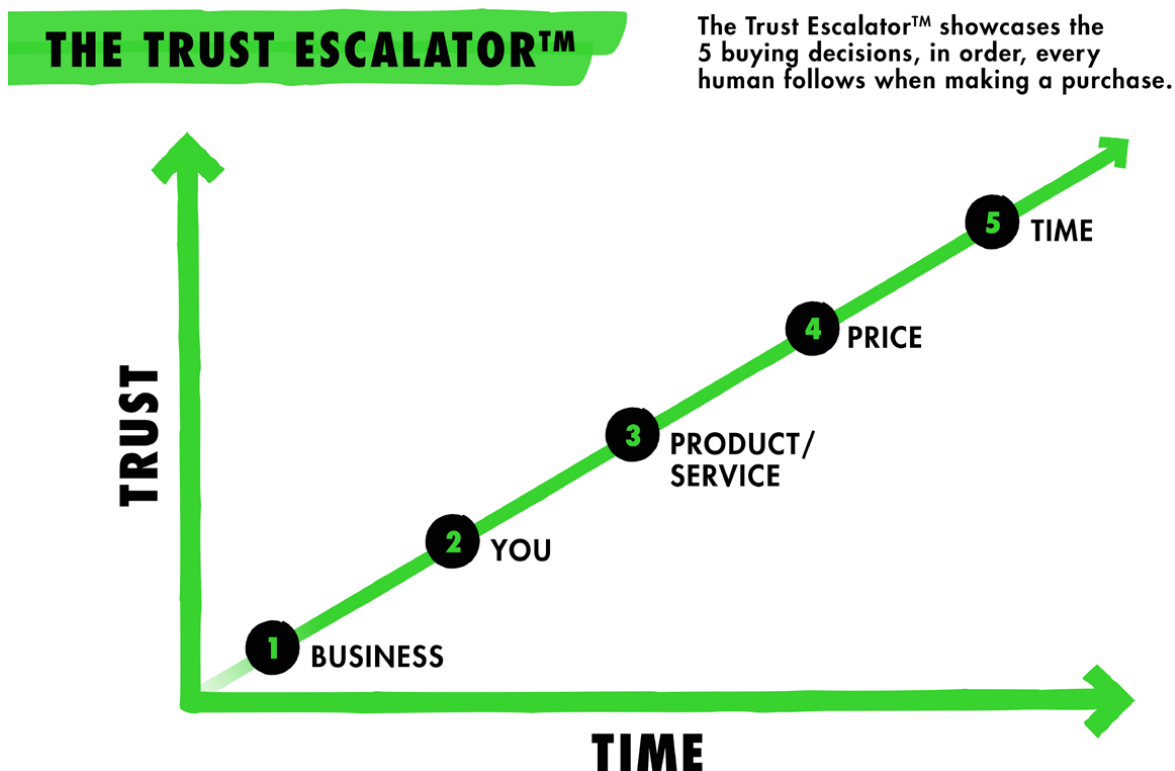 THE TRUST ESCALATOR™
The Trust Escalator™ showcases the
5 buying decisions, in order, every
human follows when making a purchase.
5
TIME
4
PRICE
3
PRODUCT/
SERVICE
2
YOU
1
BUSINESS
TRUST
TIME